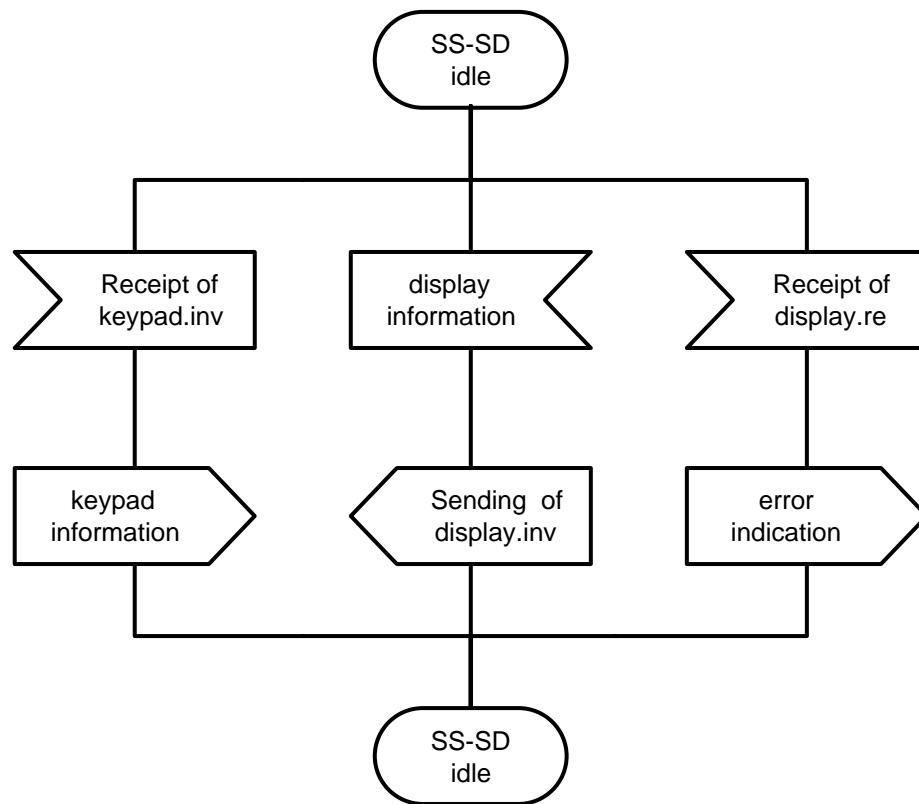 SS-SD
idle
Receipt of
keypad.inv
display
information
Receipt of
display.re
keypad
information
Sending of
display.inv
error
indication
SS-SD
idle